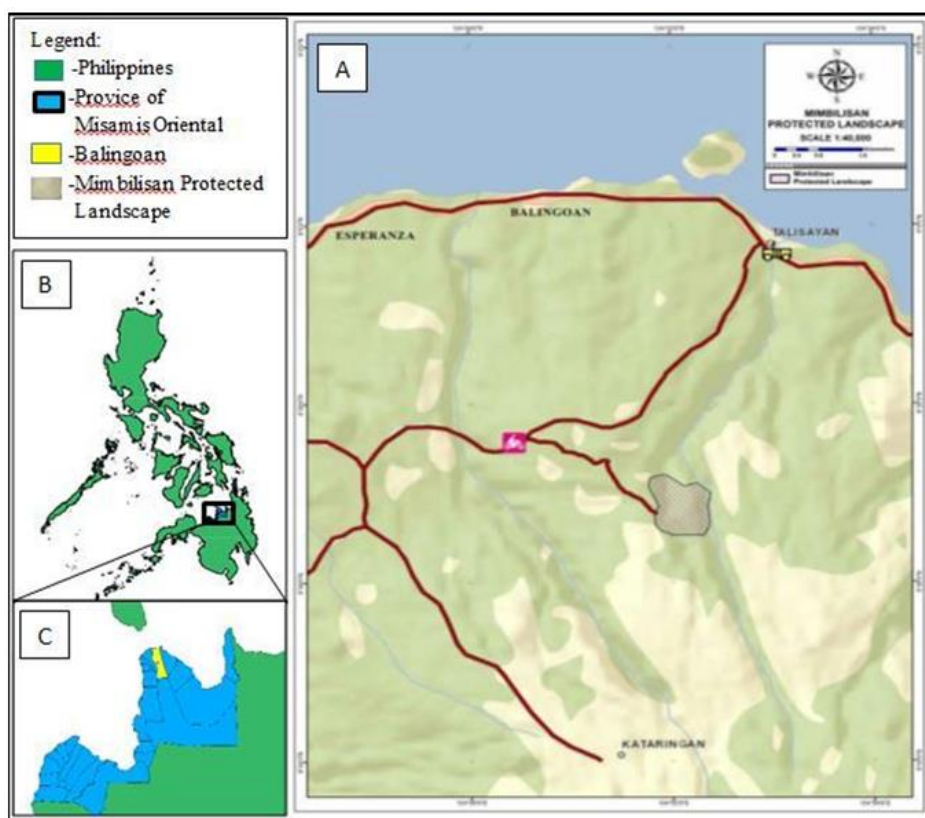 Legend:
-Philippines
-Provice of
Misamis Oriental
-Balingoan
-Mimbilisan Protected
Landscape
A
N
W
E
S
MIMBILISAN
PROTECTED LANDSCAPE
SCALE 1:40,000
Mimbilisan
Protected Landscape
BALINGOAN
ESPERANZA
TALISAYAN
KATARINGAN
B
C